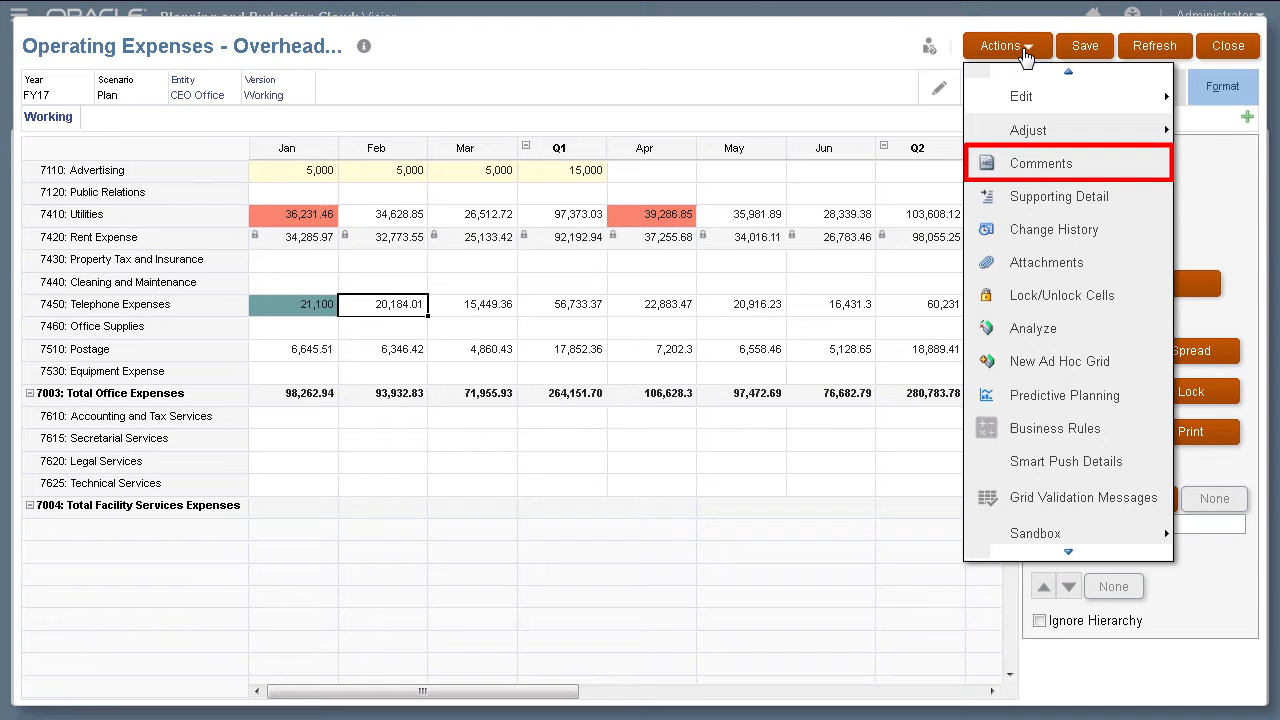 ORACLE Planning and Budgeting Cloud: Vision Administrator
Operating Expenses - Overhead... Actions Save Refresh Close
Year Scenario Entity Version
FY17 Plan CEO Office Working
Format
Working
Jan Feb Mar Q1 Apr May Jun Q2
7110: Advertising 5,000 5,000 5,000 15,000
7120: Public Relations
7410: Utilities 36,231.46 34,628.85 26,512.72 97,373.03 39,286.85 35,981.89 28,339.38 103,608.12
7420: Rent Expense 34,285.97 32,773.55 25,133.42 92,192.94 37,255.68 34,016.11 26,783.46 98,055.25
7430: Property Tax and Insurance
7440: Cleaning and Maintenance
7450: Telephone Expenses 21,100 20,184.01 15,449.36 56,733.37 22,883.47 20,916.23 16,431.3 60,231
7460: Office Supplies
7510: Postage 6,645.51 6,346.42 4,860.43 17,852.36 7,202.3 6,558.46 5,128.65 18,889.41
7530: Equipment Expense
7003: Total Office Expenses 98,262.94 93,932.83 71,955.93 264,151.70 106,628.3 97,472.69 76,682.79 280,783.78
7610: Accounting and Tax Services
7615: Secretarial Services
7620: Legal Services
7625: Technical Services
7004: Total Facility Services Expenses
Edit
Adjust
Comments
Supporting Detail
Change History
Attachments
Lock/Unlock Cells
Analyze
New Ad Hoc Grid
Predictive Planning
Business Rules
Smart Push Details
Grid Validation Messages
Sandbox
Spread
Lock
Print
None
None
Ignore Hierarchy